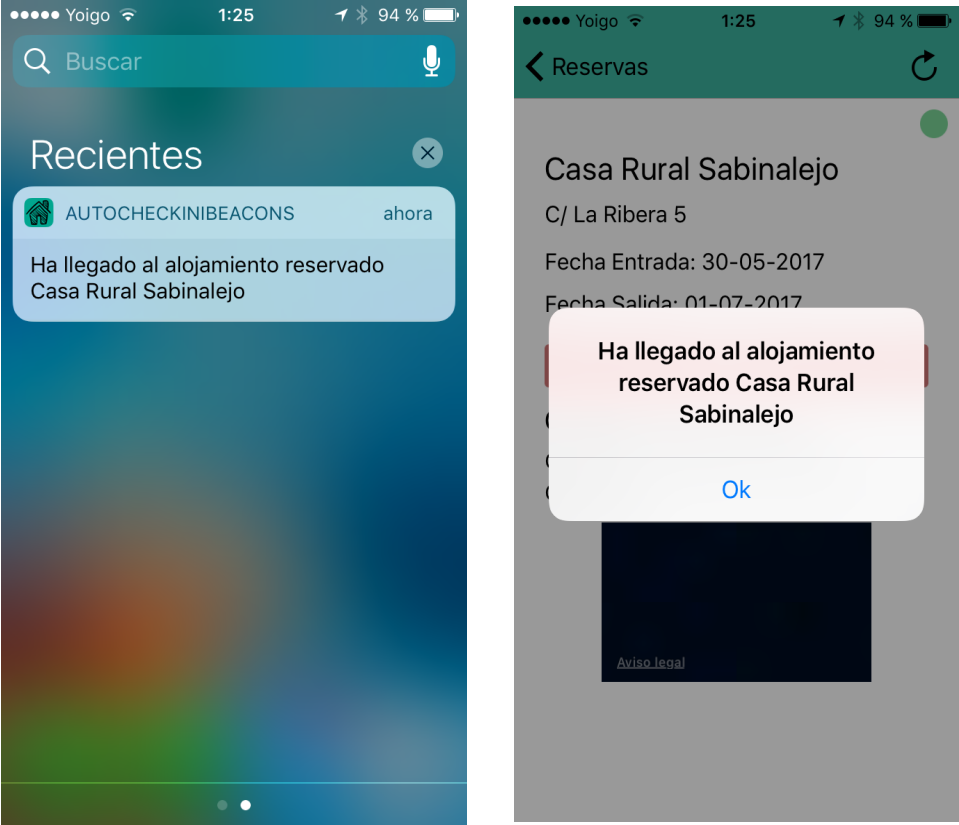 Yoigo 1:25 94 %
Buscar
Recientes
AUTOCHECKINIBEACONS ahora
Ha llegado al alojamiento reservado
Casa Rural Sabinalejo
Yoigo 1:25 94 %
Reservas
Casa Rural Sabinalejo
C/ La Ribera 5
Fecha Entrada: 30-05-2017
Fecha Salida: 01-07-2017
Ha llegado al alojamiento
reservado Casa Rural
Sabinalejo
Ok
Aviso legal